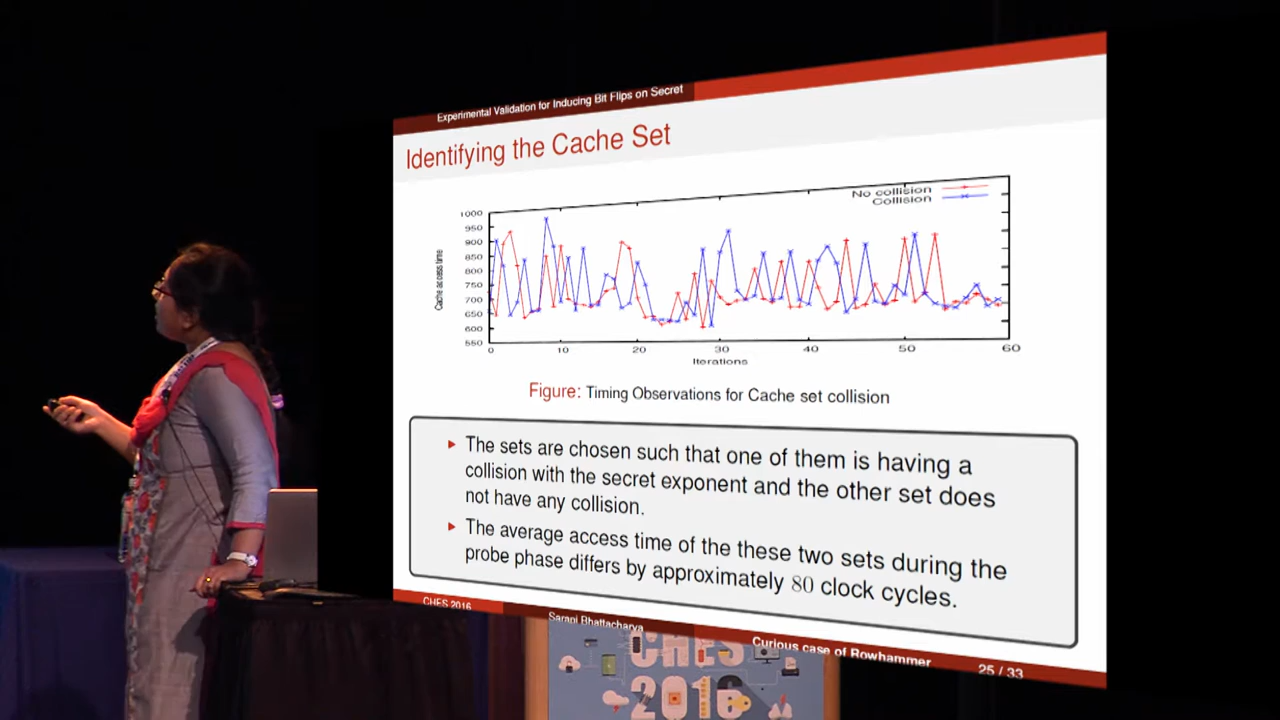 Experimental Validation for Inducing Bit Flips on Secret
Identifying the Cache Set
No collision
Collision
1000
950
900
850
800
750
700
650
600
550
Cache access time
0 10 20 30 40 50 60
Iterations
Figure: Timing Observations for Cache set collision
The sets are chosen such that one of them is having a
collision with the secret exponent and the other set does
not have any collision.
The average access time of the these two sets during the
probe phase differs by approximately 80 clock cycles.
CHES 2016
Sarani Bhattacharya
Curious case of Rowhammer
25 / 33
CHES
2016